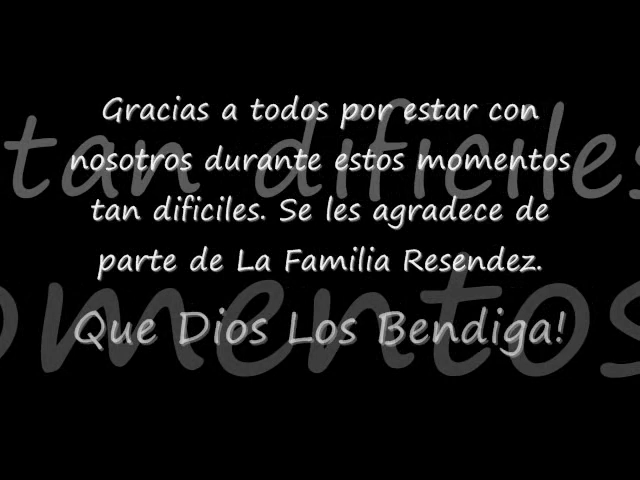 Gracias a todos por estar con
nosotros durante estos momentos
tan dificiles. Se les agradece de
parte de La Familia Resendez.
Que Dios Los Bendiga!
tan dificiles
omentos